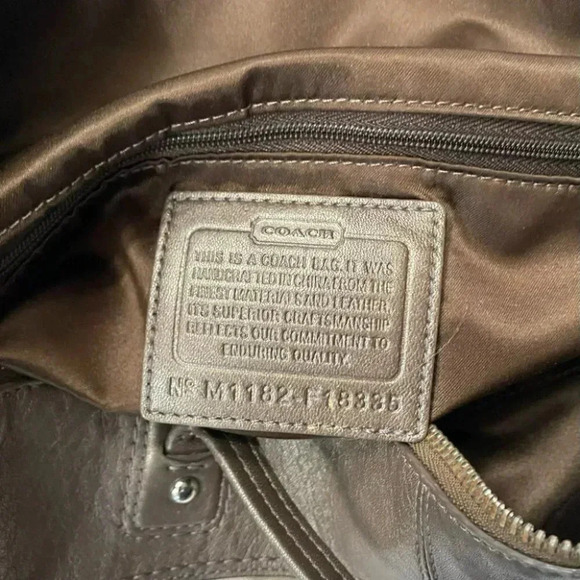 COACH
THIS IS A COACH BAG. IT WAS
HANDCRAFTED IN CHINA FROM THE
FINEST MATERIALS AND LEATHER.
ITS SUPERIOR CRAFTSMANSHIP
REFLECTS OUR COMMITMENT TO
ENDURING QUALITY.
No M1182-F18335